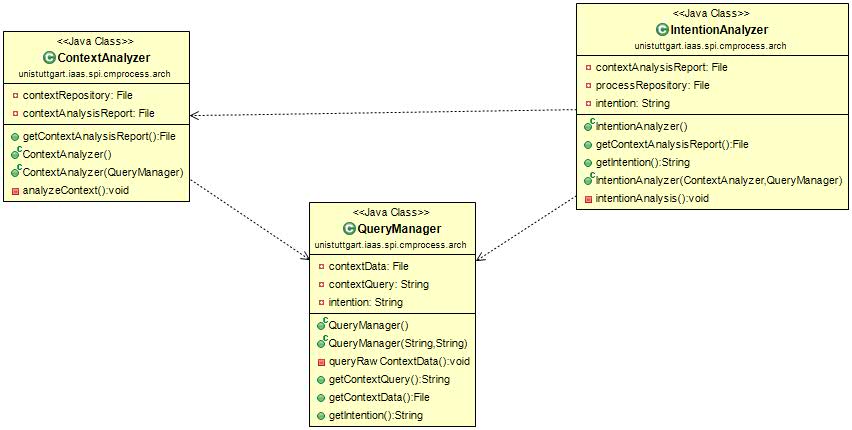 <<Java Class>>
ContextAnalyzer
unistuttgart.iaas.spi.cmprocess.arch
contextRepository: File
contextAnalysisReport: File
getContextAnalysisReport():File
ContextAnalyzer()
ContextAnalyzer(QueryManager)
analyzeContext():void
<<Java Class>>
IntentionAnalyzer
unistuttgart.iaas.spi.cmprocess.arch
contextAnalysisReport: File
processRepository: File
intention: String
IntentionAnalyzer()
getContextAnalysisReport():File
getIntention():String
IntentionAnalyzer(ContextAnalyzer,QueryManager)
intentionAnalysis():void
<<Java Class>>
QueryManager
unistuttgart.iaas.spi.cmprocess.arch
contextData: File
contextQuery: String
intention: String
QueryManager()
QueryManager(String,String)
queryRawContextData():void
getContextQuery():String
getContextData():File
getIntention():String